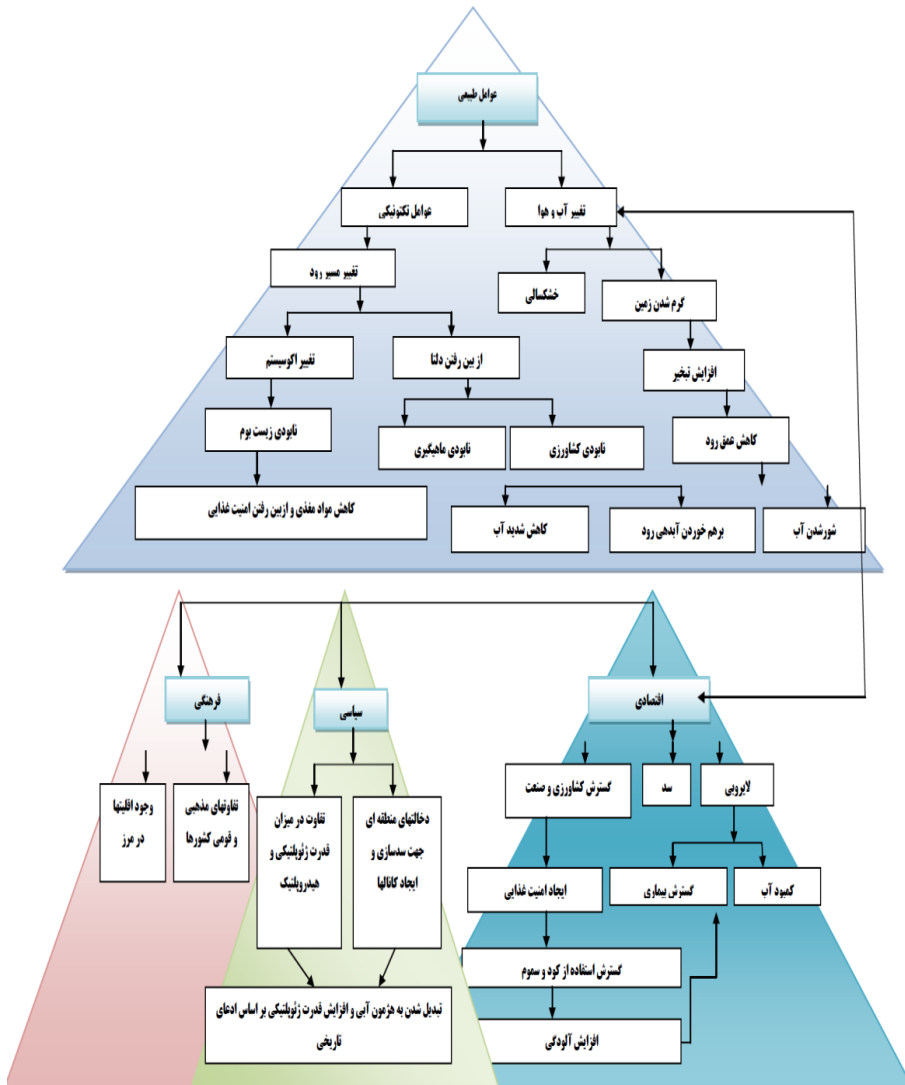 عوامل طبیعی
تغییر آب و هوا
عوامل تکتونیکی
تغییر مسیر رود
خشکسالی
گرم شدن زمین
تغییر اکوسیستم
از بین رفتن دلتا
افزایش تبخیر
نابودی زیست بوم
نابودی ماهیگیری
نابودی کشاورزی
کاهش عمق رود
کاهش مواد مغذی و ازبین رفتن امنیت غذایی
کاهش شدید آب
برهم خوردن آبدهی رود
شورشدن آب
اقتصادی
سیاسی
فرهنگی
لایروبی
سد
گسترش کشاورزی و صنعت
کمبود آب
گسترش بیماری
ایجاد امنیت غذایی
گسترش استفاده از کود و سموم
افزایش آلودگی
دخالتهای منطقه ای
جهت سدسازی و
ایجاد کانالها
تفاوت در میزان
قدرت ژئوپلتیکی و
هیدروپلتیک
تبدیل شدن به هژمون آبی و افزایش قدرت ژئوپلتیکی بر اساس ادعای
تاریخی
تفاوتهای مذهبی
و قومی کشورها
وجود اقلیتها
در مرز